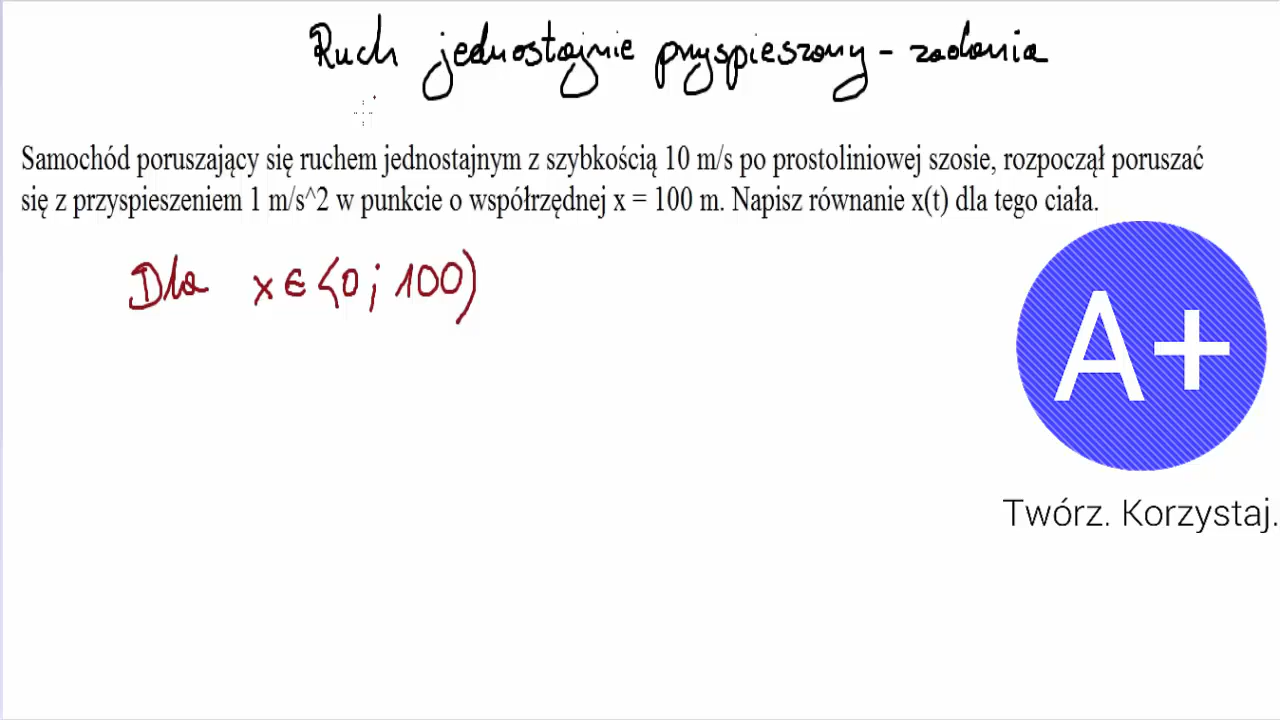 Ruch jednostajnie przyspieszony - zadania
Samochód poruszający się ruchem jednostajnym z szybkością 10 m/s po prostoliniowej szosie, rozpoczął poruszać
się z przyspieszeniem 1 m/s^2 w punkcie o współrzędnej x = 100 m. Napisz równanie x(t) dla tego ciała.
Dla x ∈ <0; 100)
A+
Twórz. Korzystaj.